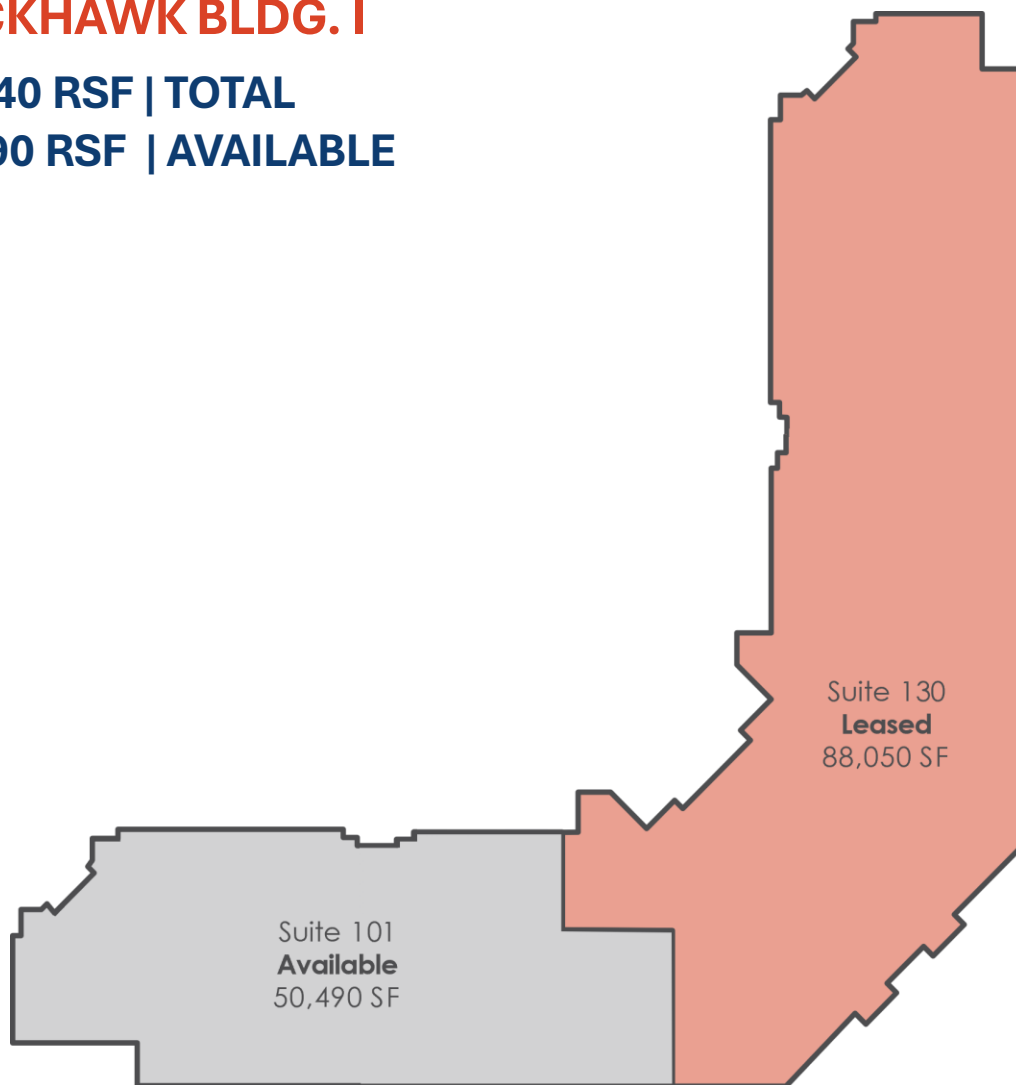 CKHAWK BLDG. 1
40 RSF | TOTAL
90 RSF | AVAILABLE
Suite 130
Leased
88,050 SF
Suite 101
Available
50,490 SF